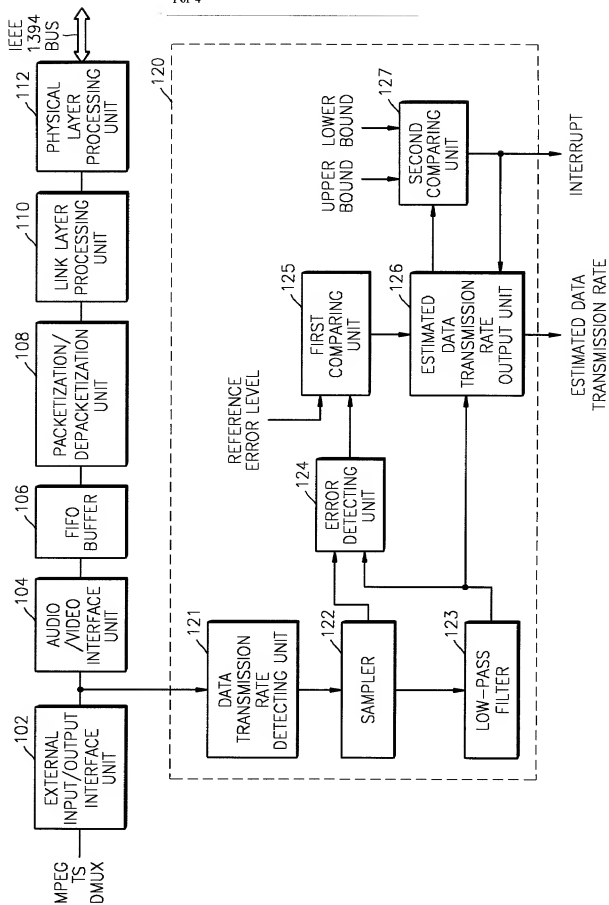 1 of 4
MPEG
TS
DMUX
102
EXTERNAL
INPUT/OUTPUT
INTERFACE
UNIT
104
AUDIO
/VIDEO
INTERFACE
UNIT
106
FIFO
BUFFER
108
PACKETIZATION/
DEPACKETIZATION
UNIT
110
LINK LAYER
PROCESSING
UNIT
112
PHYSICAL
LAYER
PROCESSING
UNIT
IEEE
1394
BUS
120
121
DATA
TRANSMISSION
RATE
DETECTING UNIT
122
SAMPLER
123
LOW-PASS
FILTER
124
ERROR
DETECTING
UNIT
REFERENCE
ERROR LEVEL
125
FIRST
COMPARING
UNIT
126
ESTIMATED
DATA
TRANSMISSION
RATE
OUTPUT UNIT
UPPER
BOUND
LOWER
BOUND
127
SECOND
COMPARING
UNIT
ESTIMATED DATA
TRANSMISSION RATE
INTERRUPT